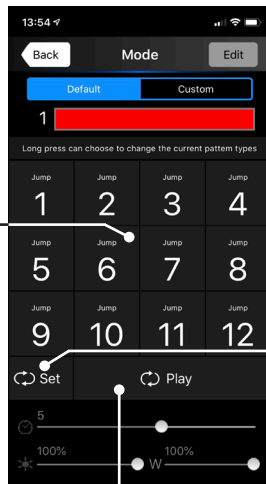 13:54
Back Mode Edit
Default Custom
1
Long press can choose to change the current pattem types
Jump Jump Jump Jump
1 2 3 4
Jump Jump Jump Jump
5 6 7 8
Jump Jump Jump Jump
9 10 11 12
Set Play
5
100% 100%
W